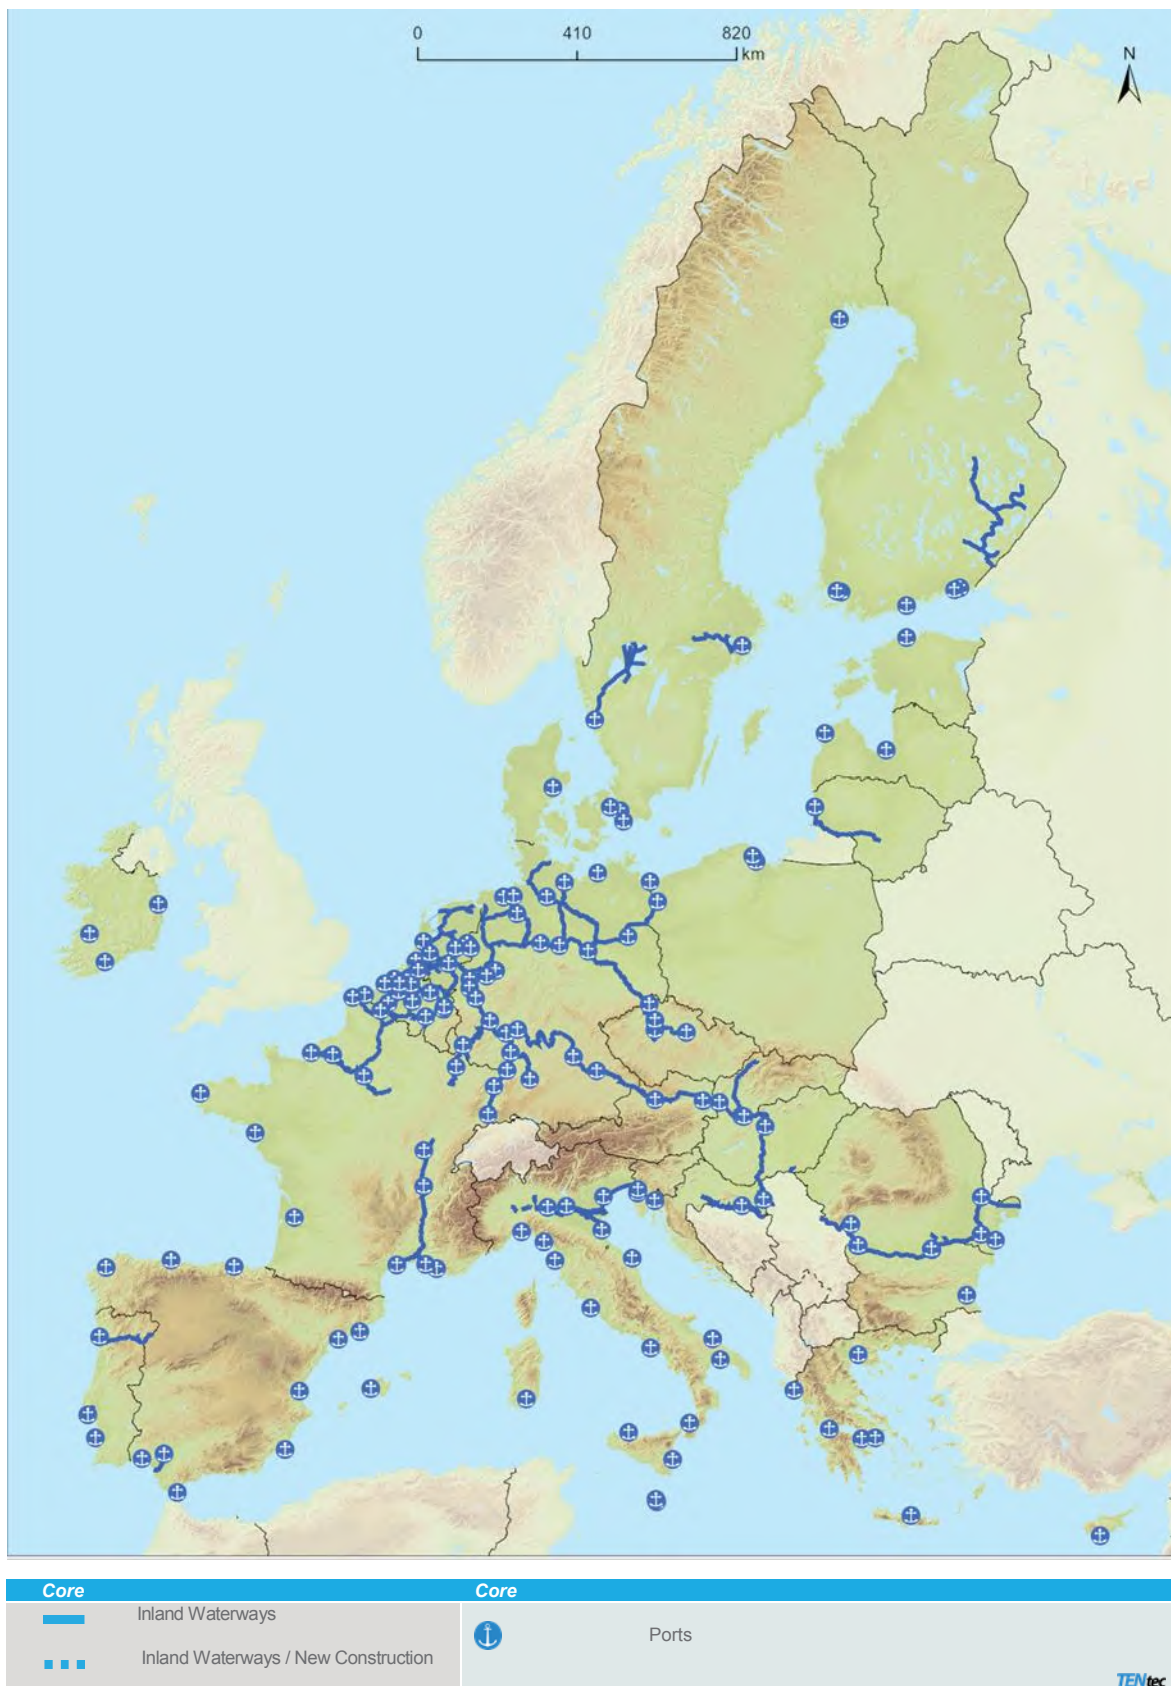 0 410 820
km
N
Core Core
Inland Waterways
Ports
Inland Waterways / New Construction
TENtec